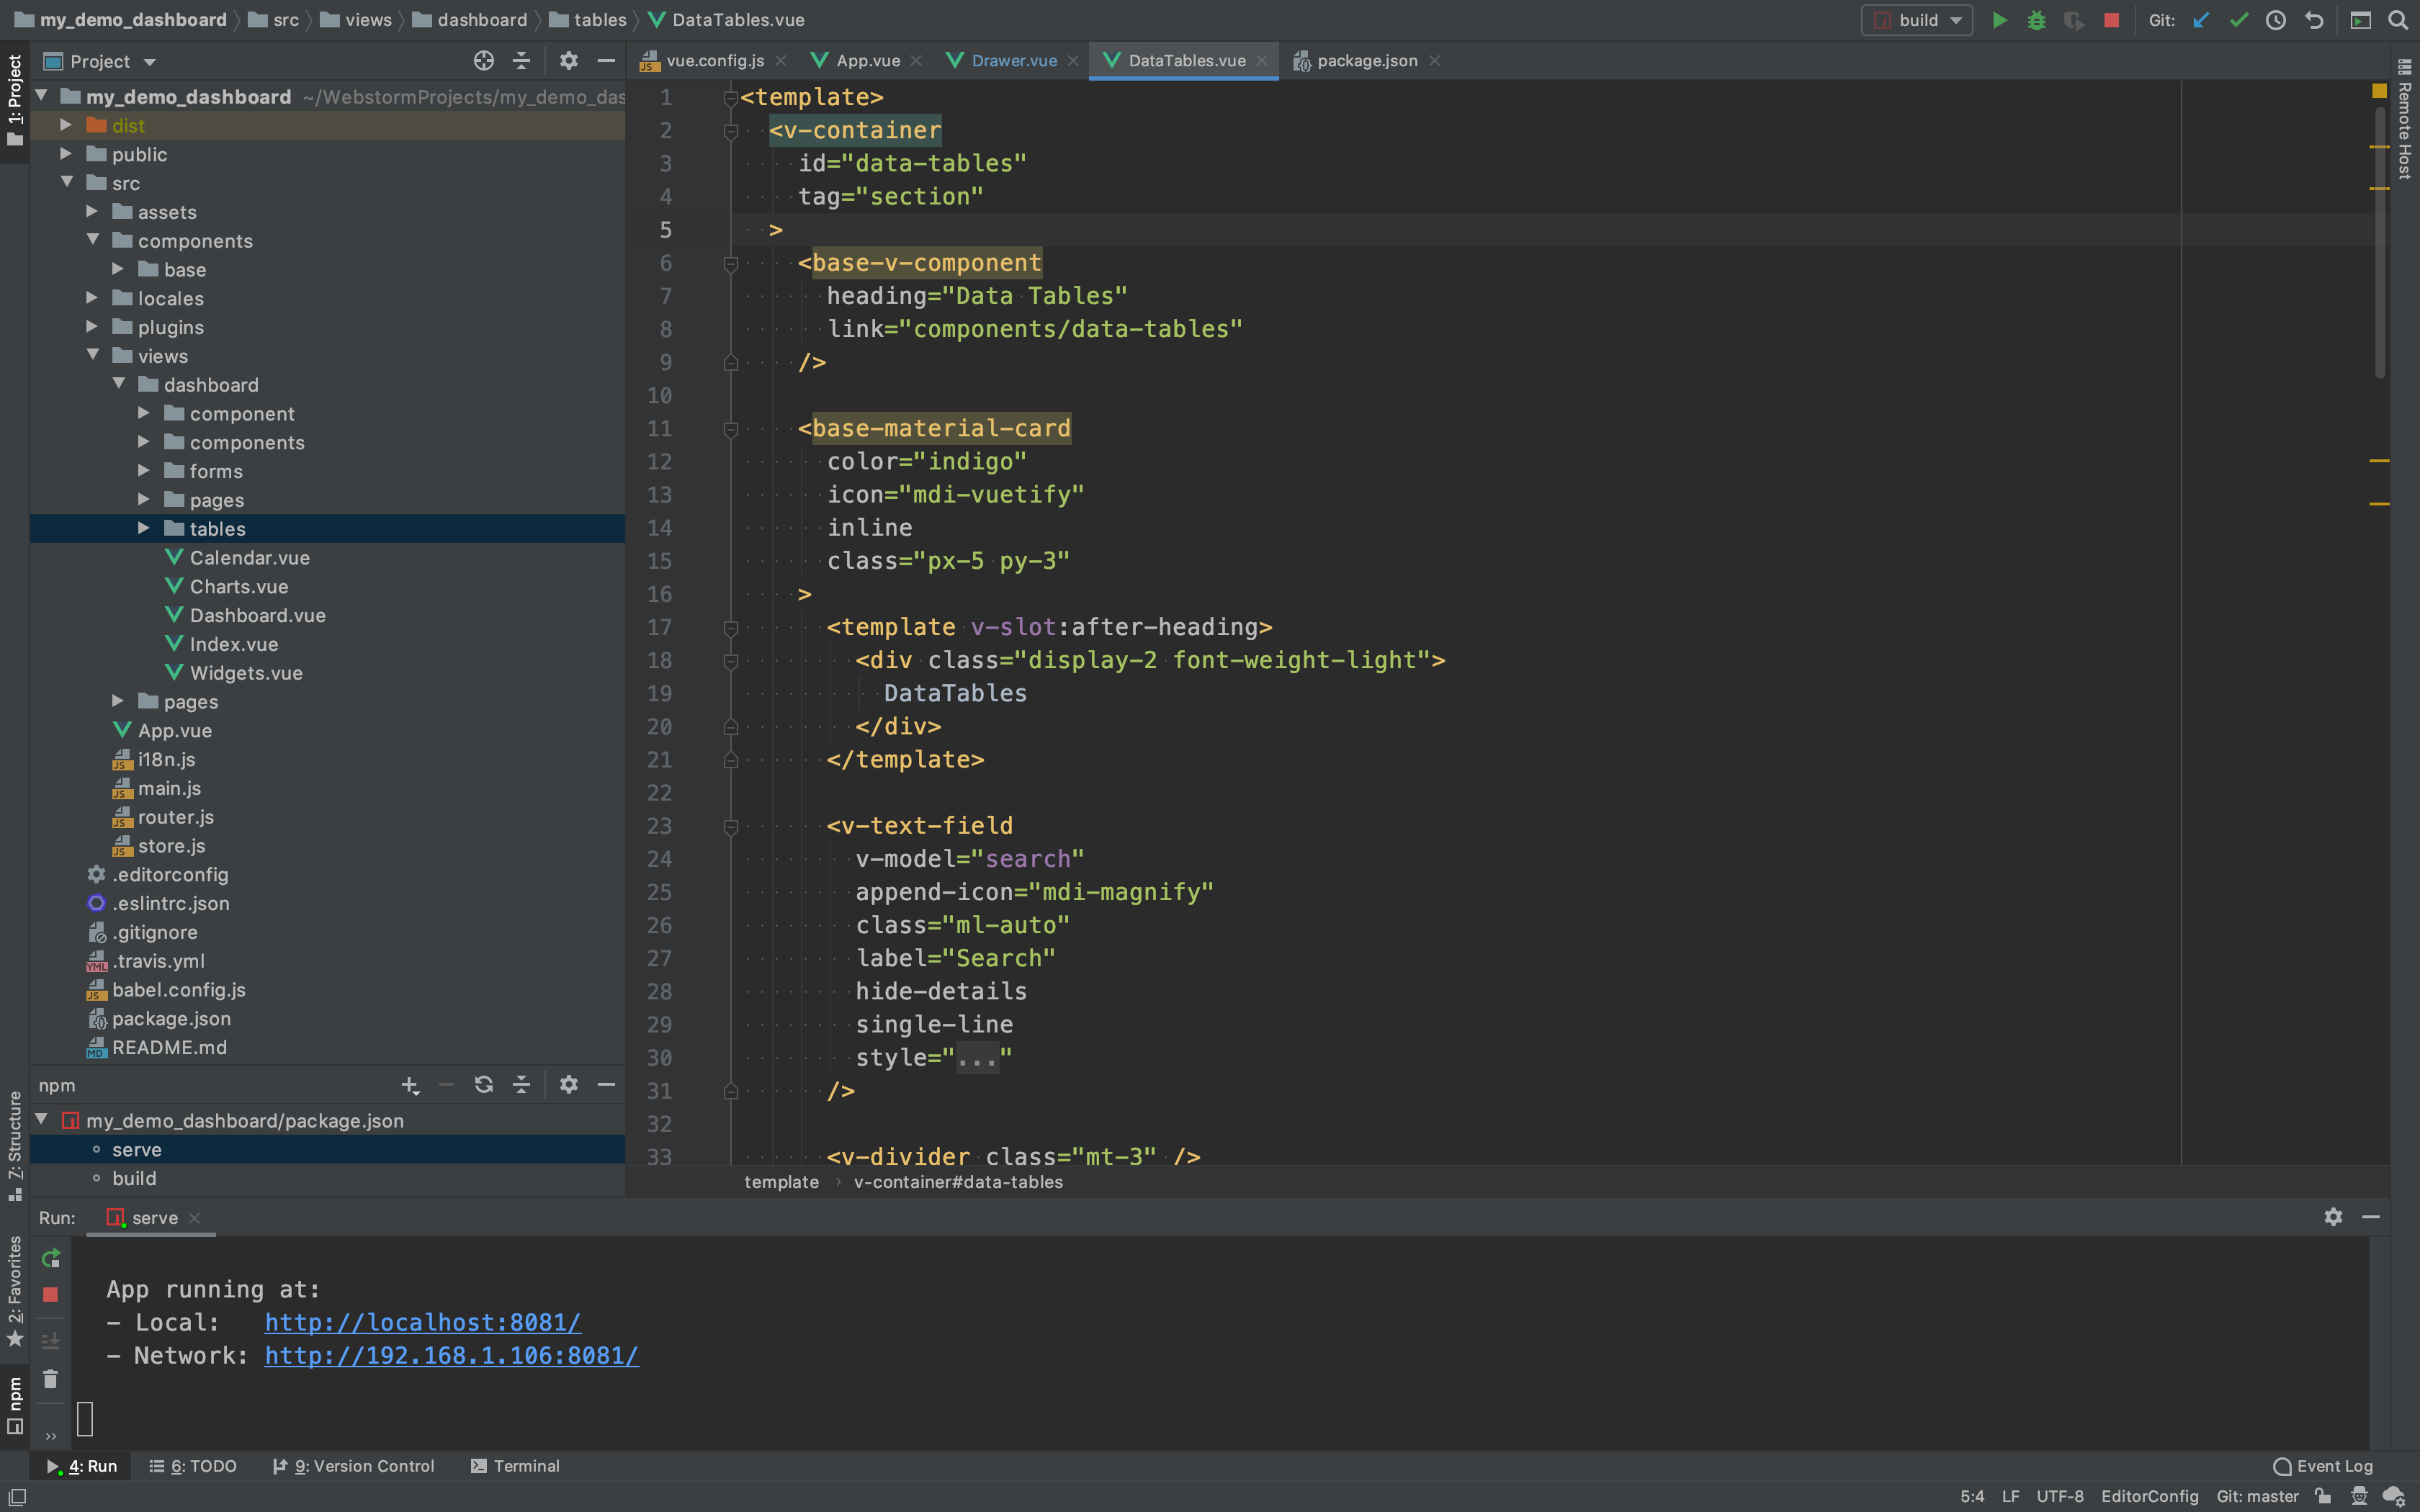 my_demo_dashboard src views dashboard tables DataTables.vue build Git:
1: Project
Project
vue.config.js App.vue Drawer.vue DataTables.vue package.json
Remote Host
my_demo_dashboard ~/WebstormProjects/my_demo_das
dist
public
src
assets
components
base
locales
plugins
views
dashboard
component
components
forms
pages
tables
Calendar.vue
Charts.vue
Dashboard.vue
Index.vue
Widgets.vue
pages
App.vue
i18n.js
main.js
router.js
store.js
.editorconfig
.eslintrc.json
.gitignore
.travis.yml
babel.config.js
package.json
README.md
1 <template>
2 <v-container
3 id="data-tables"
4 tag="section"
5 >
6 <base-v-component
7 heading="Data Tables"
8 link="components/data-tables"
9 />
10
11 <base-material-card
12 color="indigo"
13 icon="mdi-vuetify"
14 inline
15 class="px-5 py-3"
16 >
17 <template v-slot:after-heading>
18 <div class="display-2 font-weight-light">
19 DataTables
20 </div>
21 </template>
22
23 <v-text-field
24 v-model="search"
25 append-icon="mdi-magnify"
26 class="ml-auto"
27 label="Search"
28 hide-details
29 single-line
30 style="..."
31 />
32
33 <v-divider class="mt-3" />
template › v-container#data-tables
npm
my_demo_dashboard/package.json
serve
build
Z: Structure
2: Favorites
npm
Run: serve
App running at:
- Local: http://localhost:8081/
- Network: http://192.168.1.106:8081/
4: Run 6: TODO 9: Version Control Terminal Event Log
5:4 LF UTF-8 EditorConfig Git: master